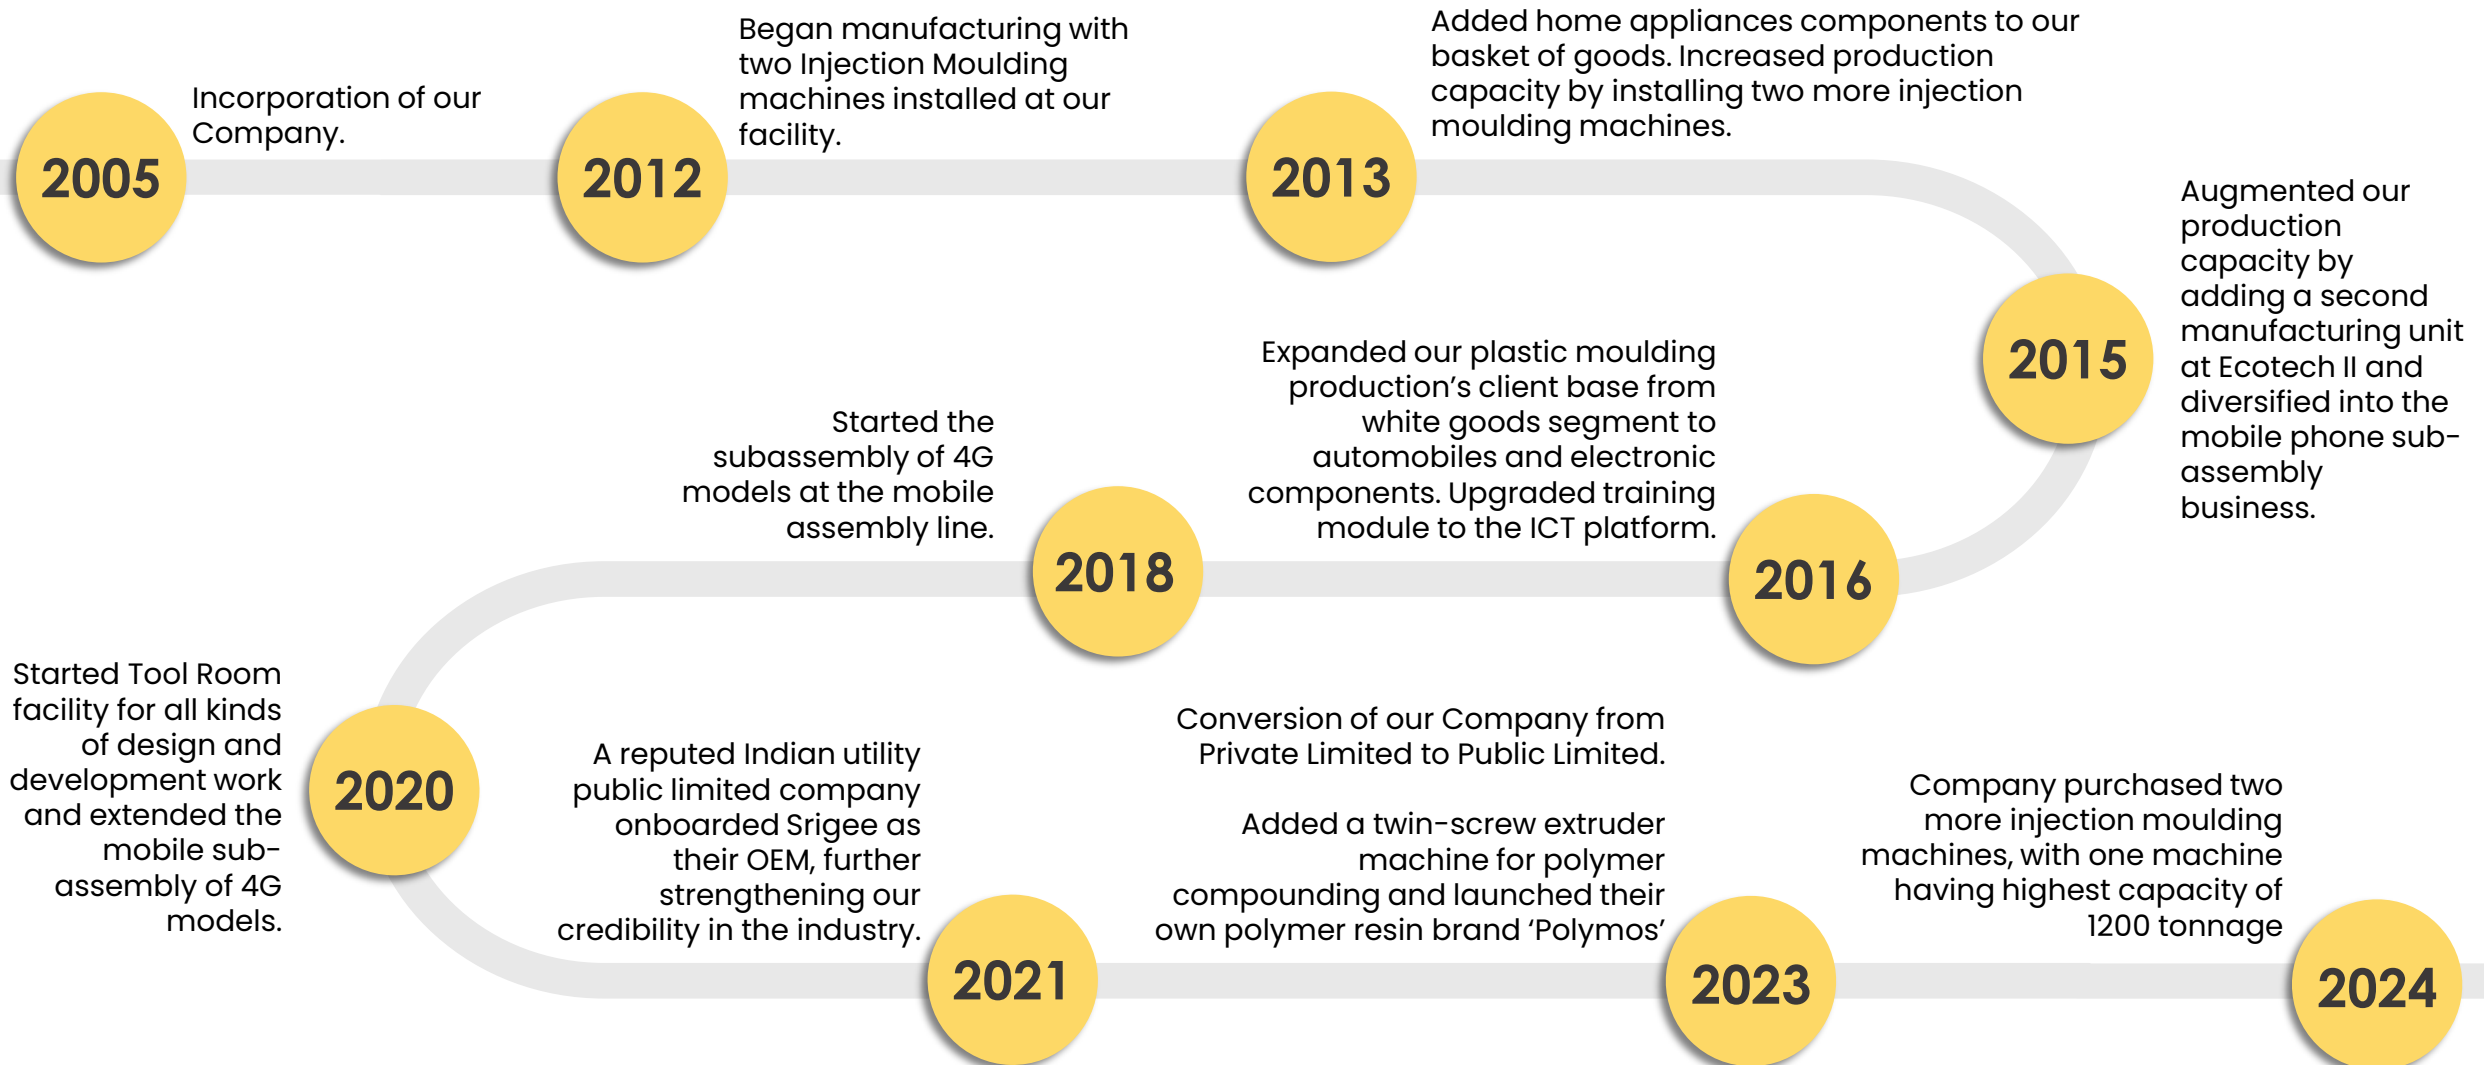 2005
Incorporation of our
Company.
2012
Began manufacturing with
two Injection Moulding
machines installed at our
facility.
2013
Added home appliances components to our
basket of goods. Increased production
capacity by installing two more injection
moulding machines.
2015
Augmented our
production
capacity by
adding a second
manufacturing unit
at Ecotech II and
diversified into the
mobile phone sub-
assembly
business.
2016
Expanded our plastic moulding
production’s client base from
white goods segment to
automobiles and electronic
components. Upgraded training
module to the ICT platform.
2018
Started the
subassembly of 4G
models at the mobile
assembly line.
2020
Started Tool Room
facility for all kinds
of design and
development work
and extended the
mobile sub-
assembly of 4G
models.
2021
A reputed Indian utility
public limited company
onboarded Srigee as
their OEM, further
strengthening our
credibility in the industry.
2023
Conversion of our Company from
Private Limited to Public Limited.
Added a twin-screw extruder
machine for polymer
compounding and launched their
own polymer resin brand ‘Polymos’
2024
Company purchased two
more injection moulding
machines, with one machine
having highest capacity of
1200 tonnage